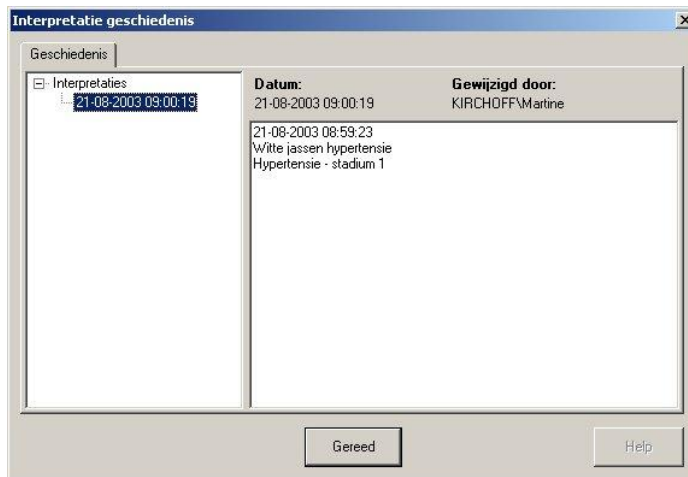 Interpretatie geschiedenis
Geschiedenis
Interpretaties
21-08-2003 09:00:19
Datum: Gewijzigd door:
21-08-2003 09:00:19 KIRCHOFF\Martine
21-08-2003 08:59:23
Witte jassen hypertensie
Hypertensie - stadium 1
Gereed Help